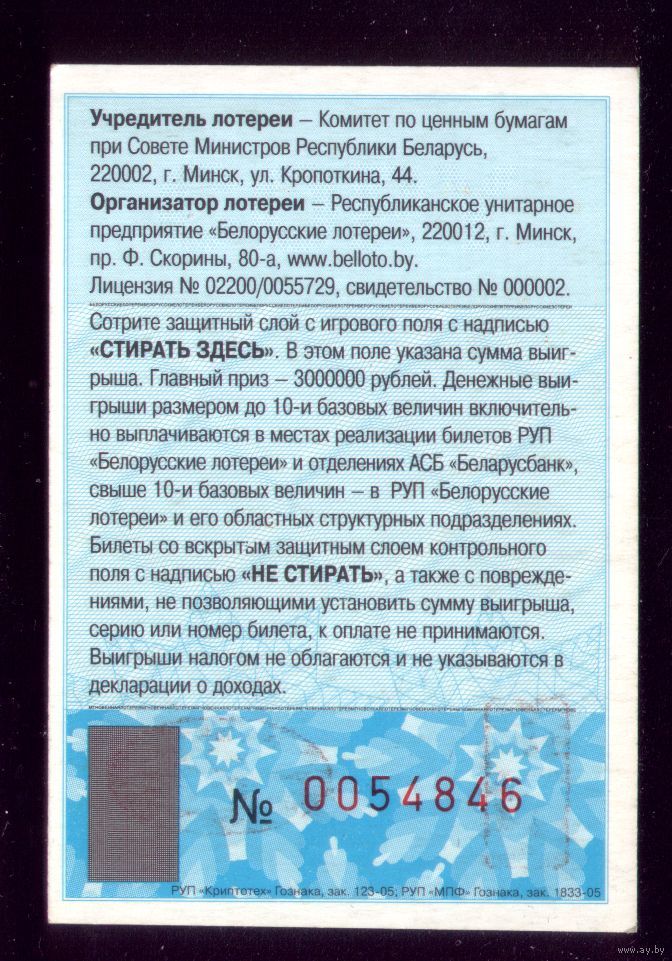 Учредитель лотереи – Комитет по ценным бумагам
при Совете Министров Республики Беларусь,
220002, г. Минск, ул. Кропоткина, 44.
Организатор лотереи – Республиканское унитарное
предприятие «Белорусские лотереи», 220012, г. Минск,
пр. Ф. Скорины, 80-а, www.belloto.by.
Лицензия № 02200/0055729, свидетельство № 000002.
Сотрите защитный слой с игрового поля с надписью
«СТИРАТЬ ЗДЕСЬ». В этом поле указана сумма выиг-
рыша. Главный приз – 3000000 рублей. Денежные выи-
грыши размером до 10-и базовых величин включитель-
но выплачиваются в местах реализации билетов РУП
«Белорусские лотереи» и отделениях АСБ «Беларусбанк»,
свыше 10-и базовых величин – в РУП «Белорусские
лотереи» и его областных структурных подразделениях.
Билеты со вскрытым защитным слоем контрольного
поля с надписью «НЕ СТИРАТЬ», а также с поврежде-
ниями, не позволяющими установить сумму выигрыша,
серию или номер билета, к оплате не принимаются.
Выигрыши налогом не облагаются и не указываются в
декларации о доходах.
№ 0054846
РУП «Криптотех» Гознака, зак. 123-05; РУП «МПФ» Гознака, зак. 1833-05
www.ay.by